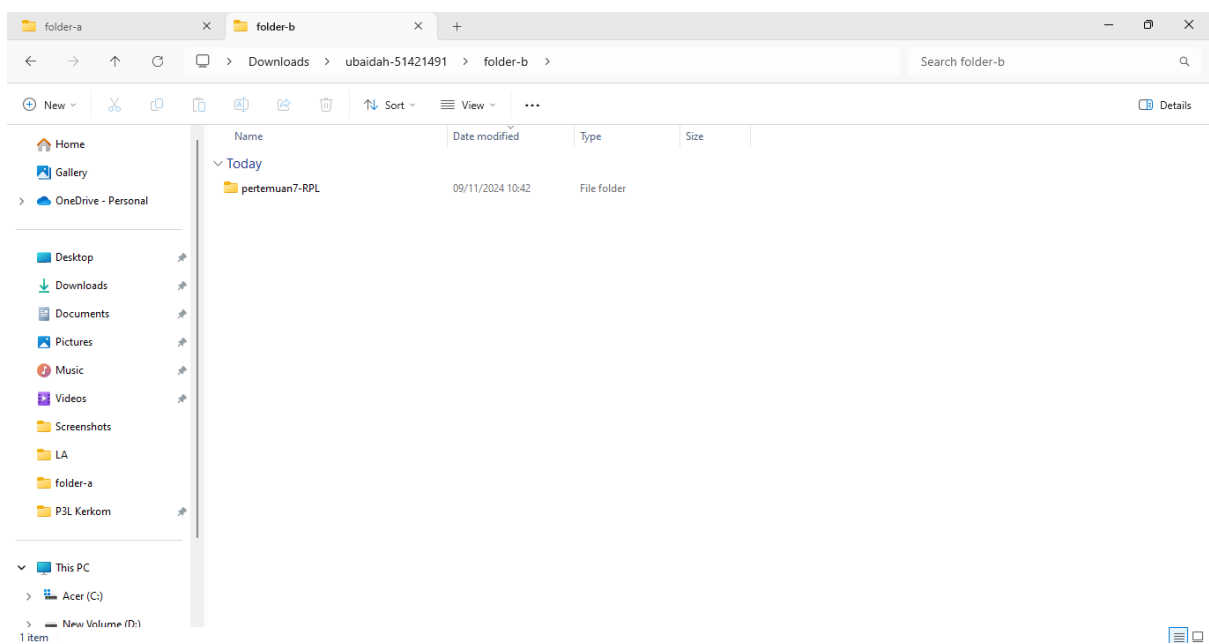 folder-a
folder-b
Downloads > ubaidah-51421491 > folder-b >
Search folder-b
New
Sort
View
Details
Name Date modified Type Size
Today
pertemuan7-RPL 09/11/2024 10:42 File folder
Home
Gallery
OneDrive - Personal
Desktop
Downloads
Documents
Pictures
Music
Videos
Screenshots
LA
folder-a
P3L Kerkom
This PC
Acer (C:)
New Volume (D:)
1 item